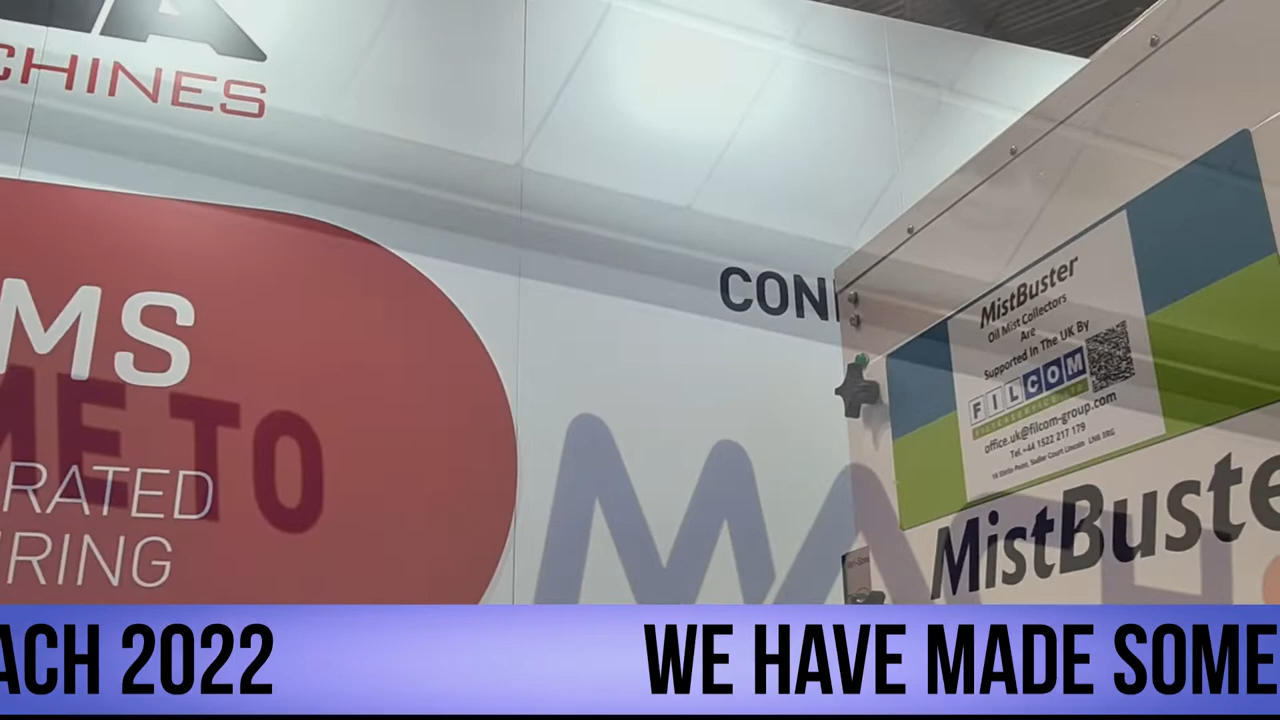 A
CHINES
MS
ME TO
RATED
RING
CON
MACH
MistBuster
Oil Mist Collectors
Are
Supported In The UK By
FILCOM
office.uk@filcom-group.com
Tel.+44 1522 217 179
MistBuste
ACH 2022
WE HAVE MADE SOME